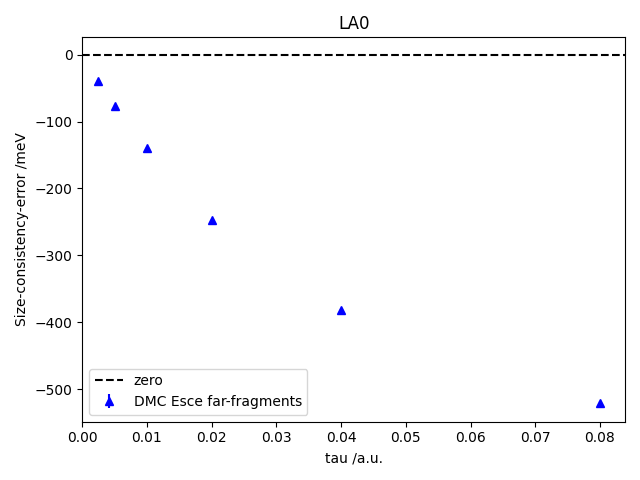 LA0
Size-consistency-error /meV
0
−100
−200
−300
−400
−500
zero
DMC Esce far-fragments
0.00 0.01 0.02 0.03 0.04 0.05 0.06 0.07 0.08
tau /a.u.